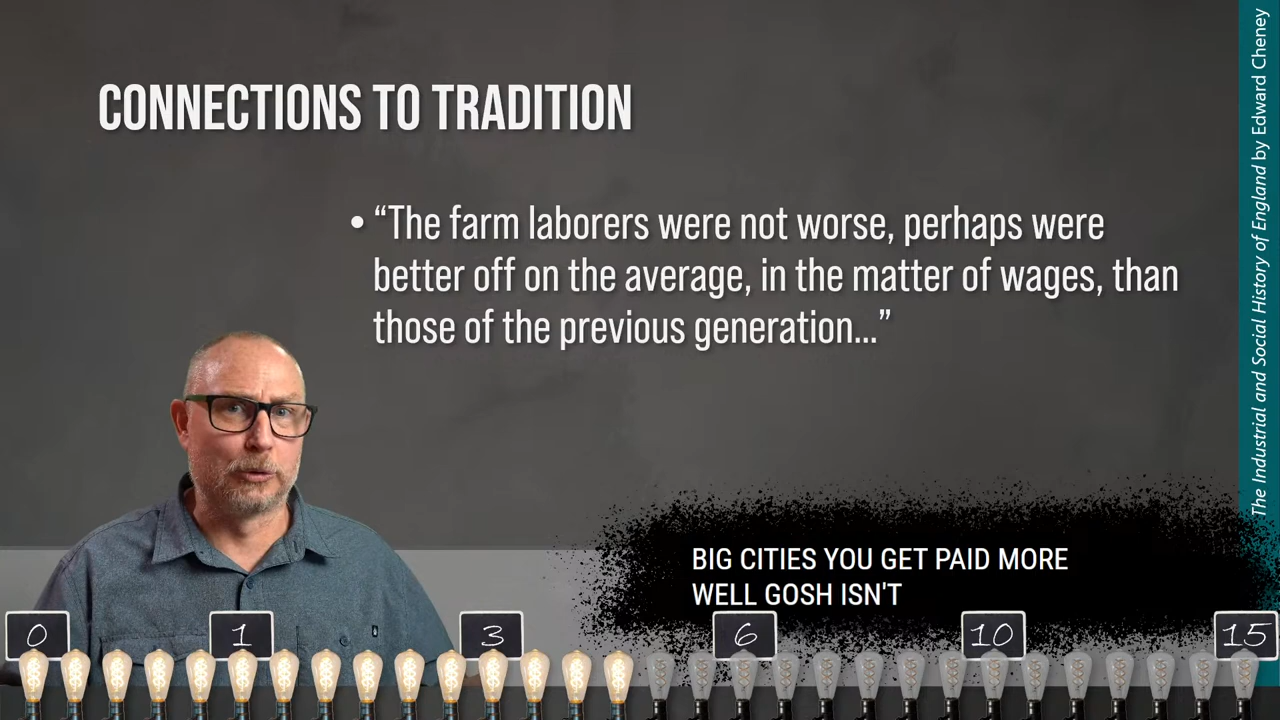 CONNECTIONS TO TRADITION
• “The farm laborers were not worse, perhaps were
better off on the average, in the matter of wages, than
those of the previous generation...”
The Industrial and Social History of England by Edward Cheney
BIG CITIES YOU GET PAID MORE
WELL GOSH ISN'T
0 1 3 6 10 15